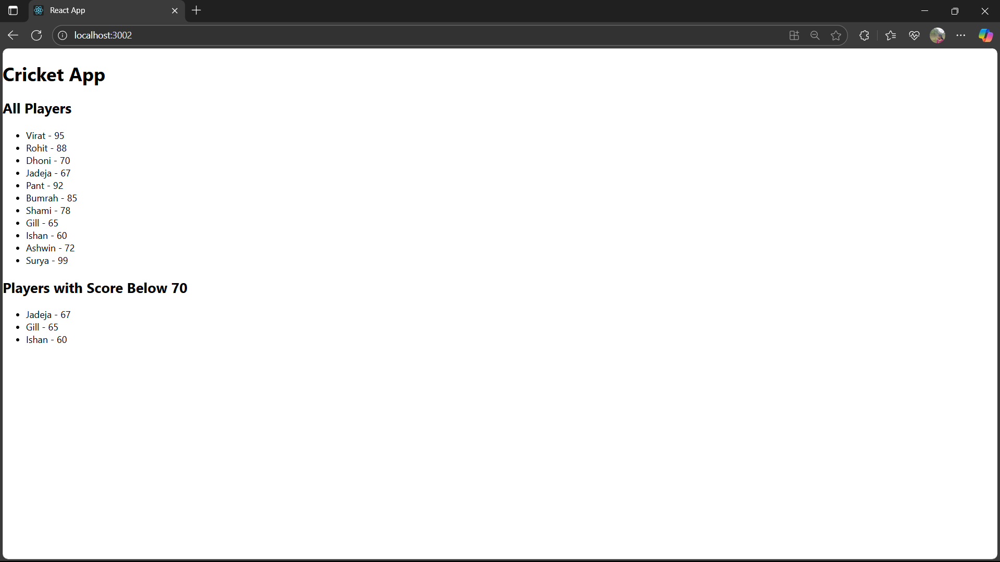 React App
localhost:3002
Cricket App
All Players
Virat - 95
Rohit - 88
Dhoni - 70
Jadeja - 67
Pant - 92
Bumrah - 85
Shami - 78
Gill - 65
Ishan - 60
Ashwin - 72
Surya - 99
Players with Score Below 70
Jadeja - 67
Gill - 65
Ishan - 60